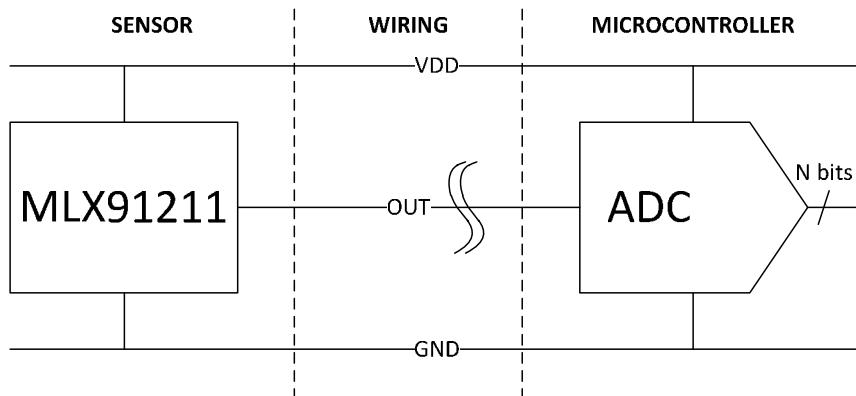 SENSOR
WIRING
MICROCONTROLLER
VDD
MLX91211
OUT
ADC
N bits
GND